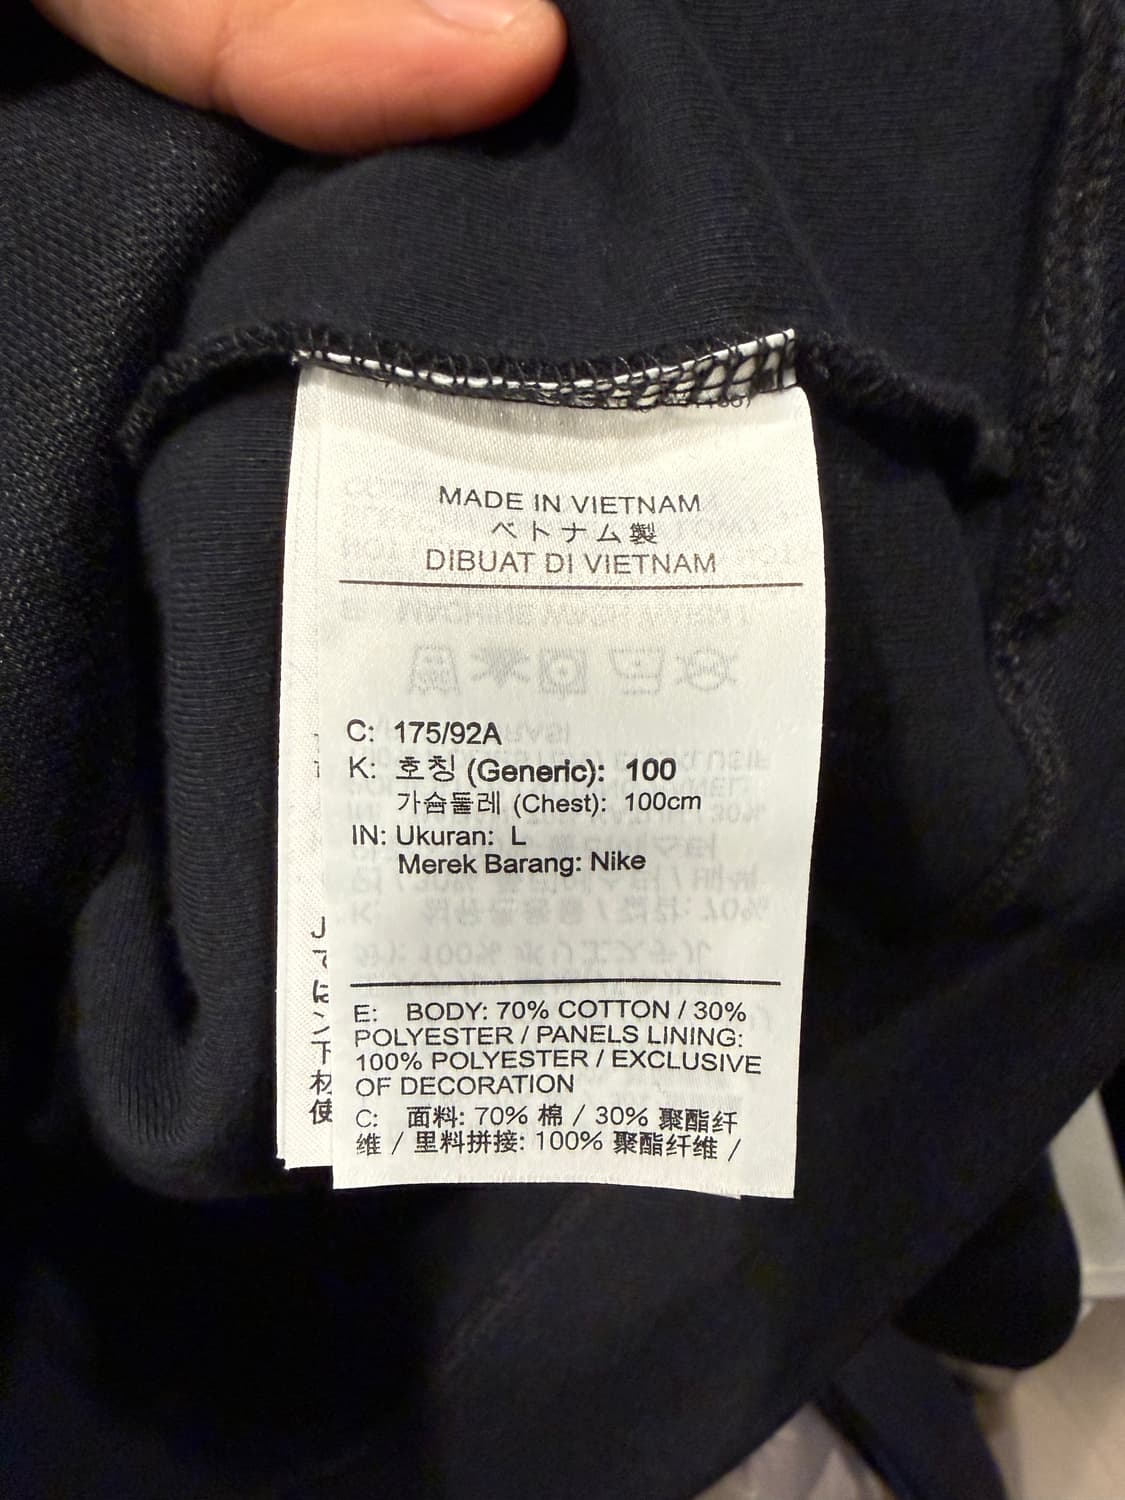 MADE IN VIETNAM
ベトナム製
DIBUAT DI VIETNAM
C: 175/92A
K: 호칭 (Generic): 100
가슴둘레 (Chest): 100cm
IN: Ukuran: L
Merek Barang: Nike
E: BODY: 70% COTTON / 30%
POLYESTER / PANELS LINING:
100% POLYESTER / EXCLUSIVE
OF DECORATION
C: 面料: 70% 棉 / 30% 聚酯纤
维 / 里料拼接: 100% 聚酯纤维 /